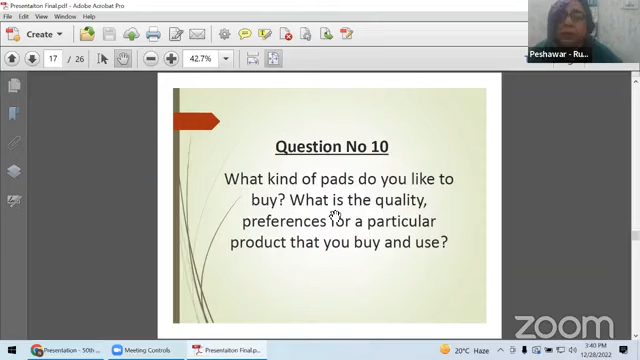 Presentaiton Final.pdf - Adobe Acrobat Pro
File Edit View Window Help
Create
17 / 26 42.7%
Peshawar - Ru...
Question No 10
What kind of pads do you like to
buy? What is the quality,
preferences for a particular
product that you buy and use?
zoom
Presentation - 50th ...
Meeting Controls
Presentaiton Final.p...
20°C Haze
3:40 PM
12/28/2022